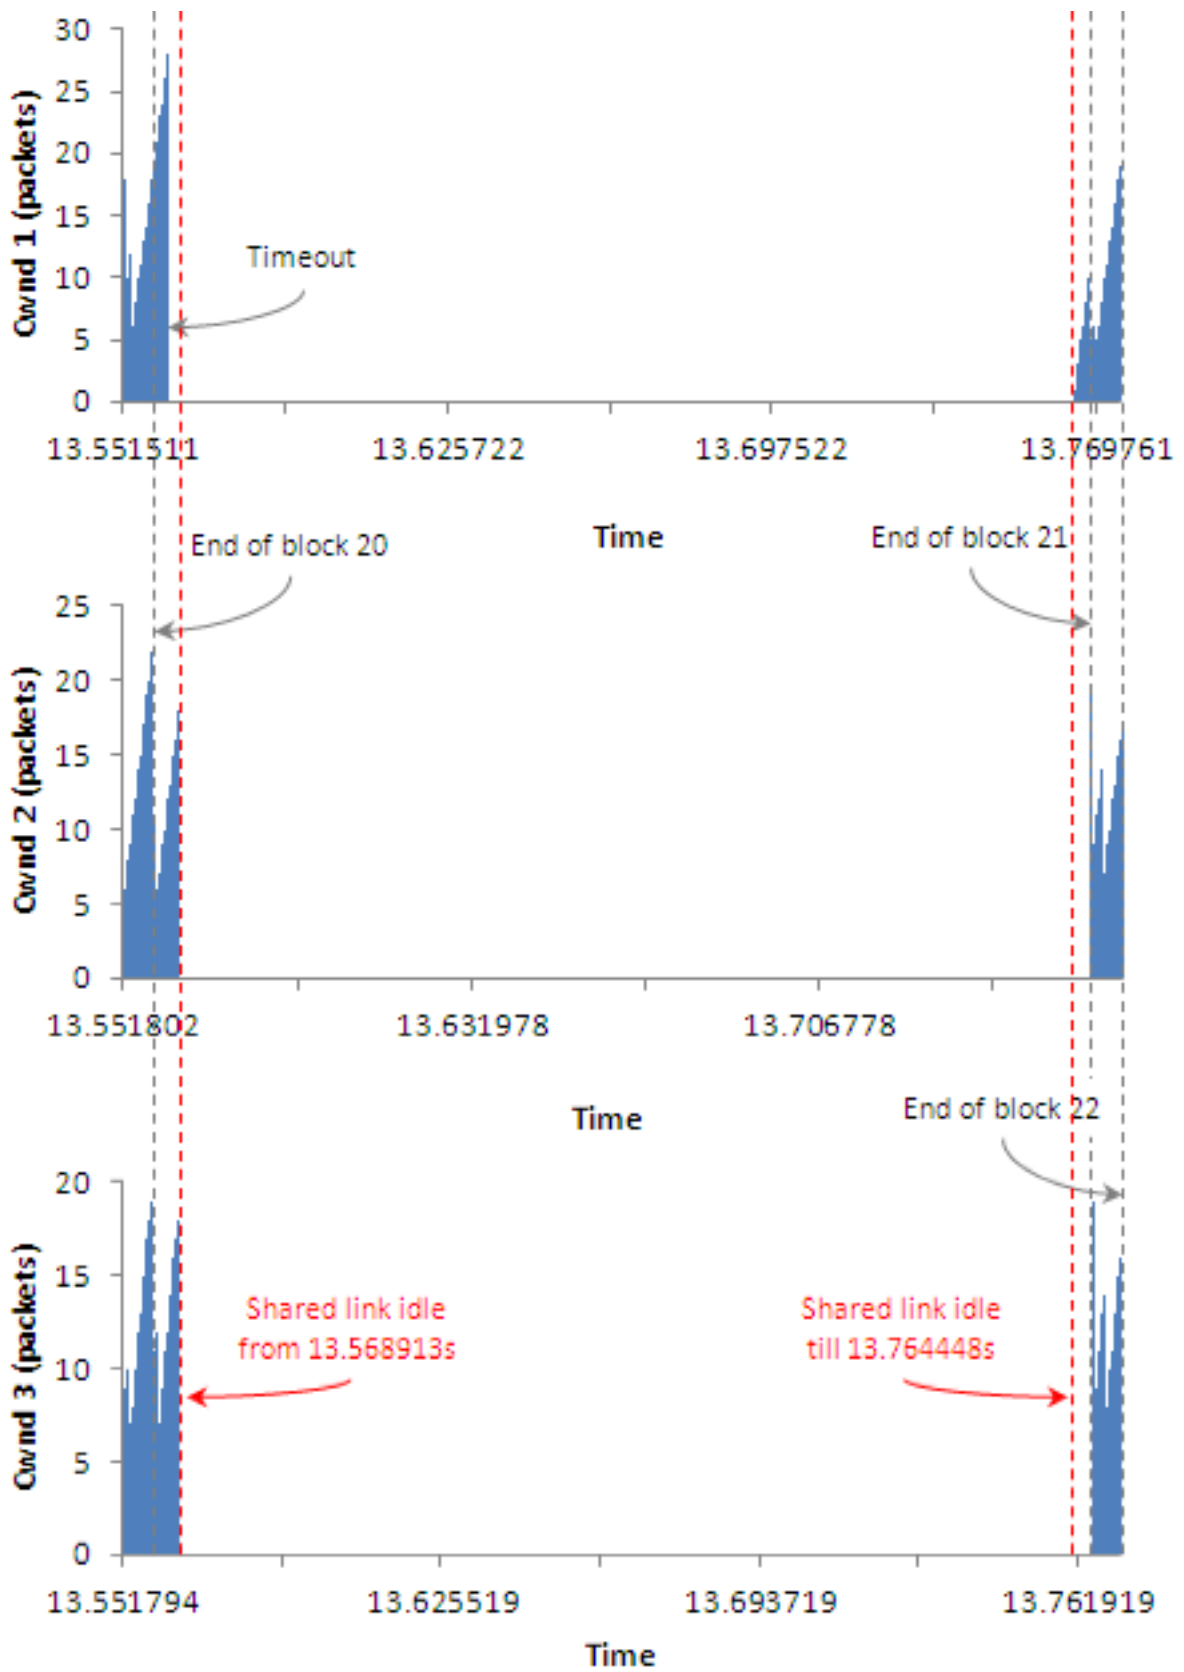 30
25
20
15
10
5
0
Cwnd 1 (packets)
Timeout
13.551511
13.625722
13.697522
13.769761
Time
End of block 20
End of block 21
25
20
15
10
5
0
Cwnd 2 (packets)
13.551802
13.631978
13.706778
Time
End of block 22
20
15
10
5
0
Cwnd 3 (packets)
Shared link idle
from 13.568913s
Shared link idle
till 13.764448s
13.551794
13.625519
13.693719
13.761919
Time